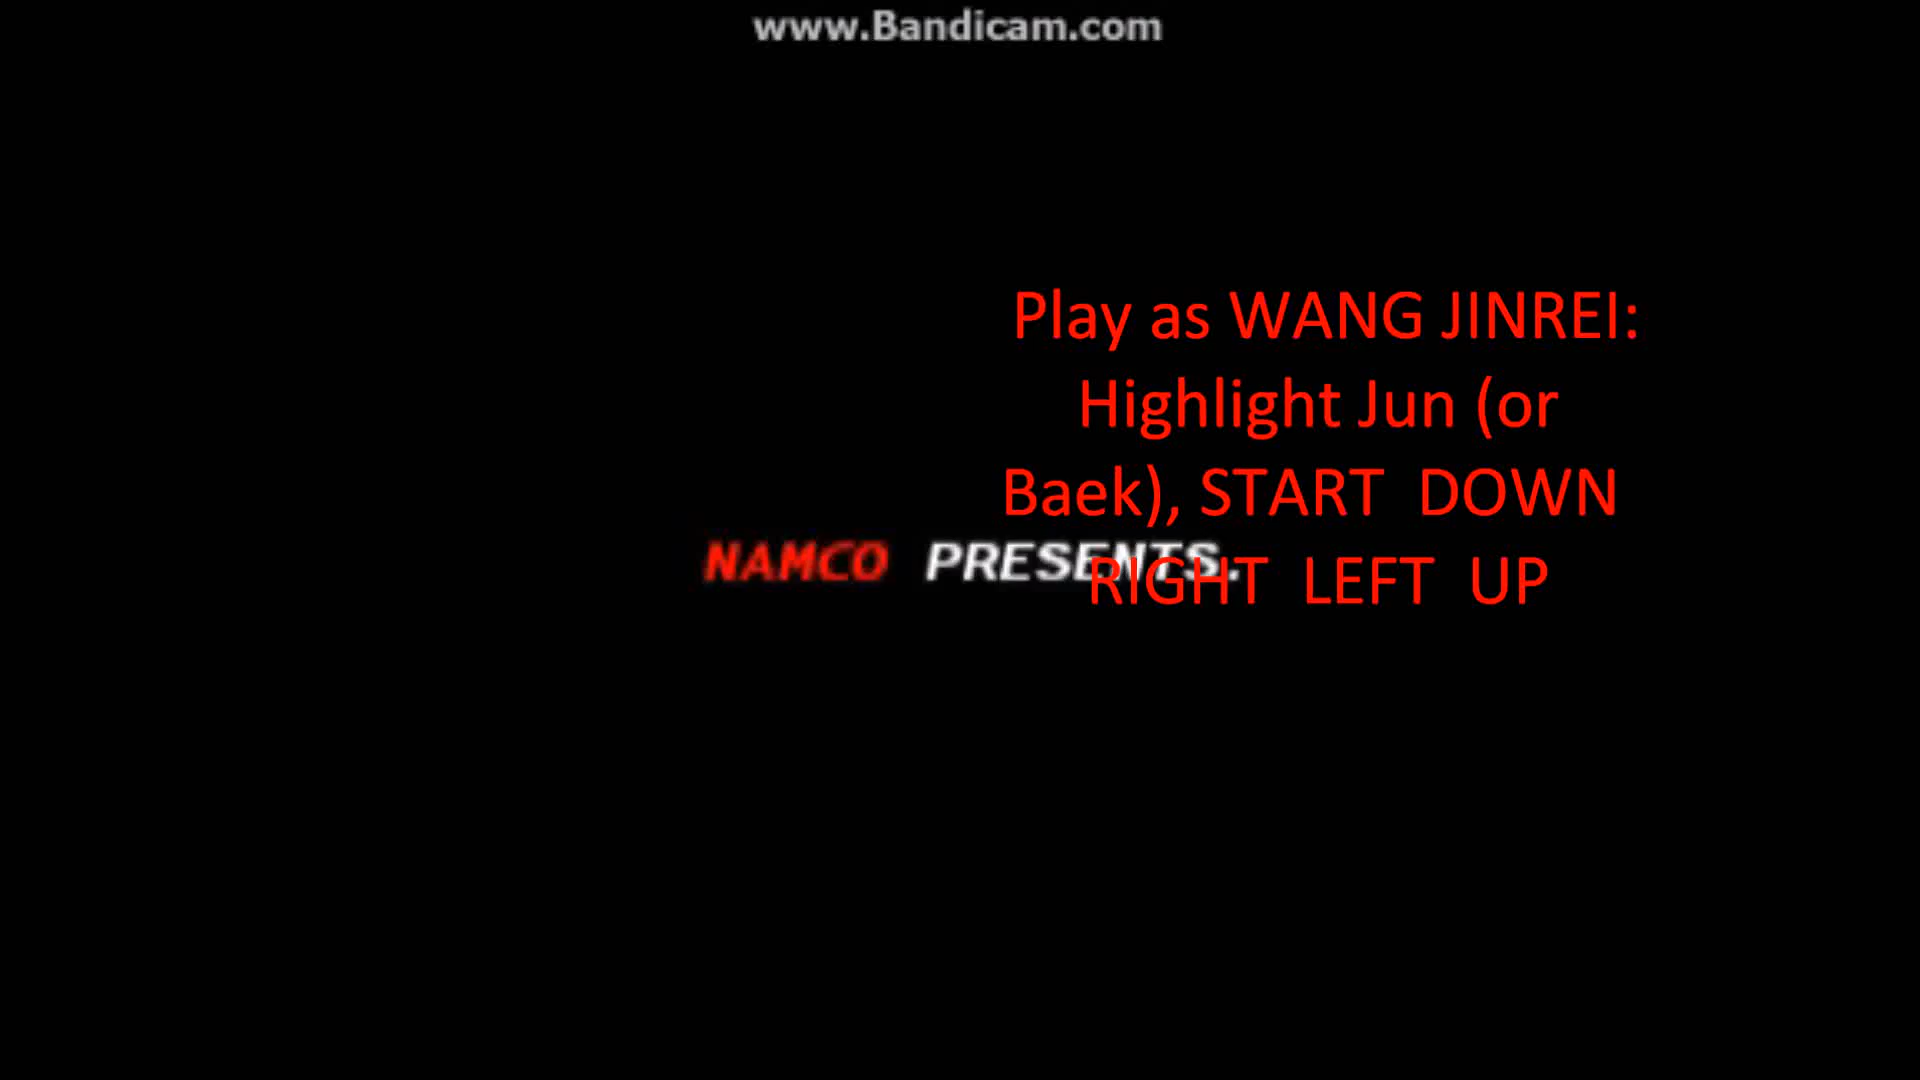 www.Bandicam.com
Play as WANG JINREI:
Highlight Jun (or
Baek), START  DOWN
RIGHT  LEFT  UP
NAMCO PRESENTS.